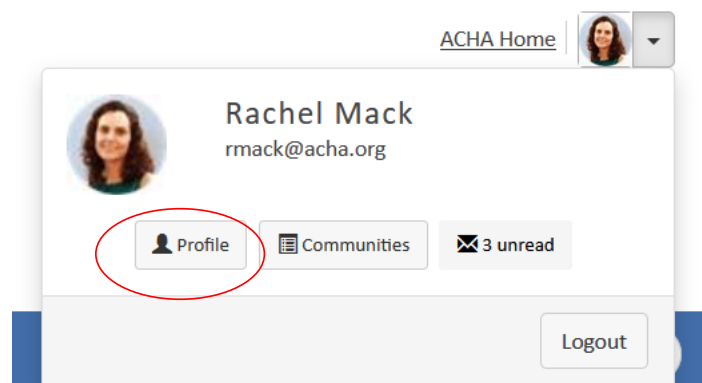 ACHA Home
Rachel Mack
rmack@acha.org
Profile Communities 3 unread
Logout